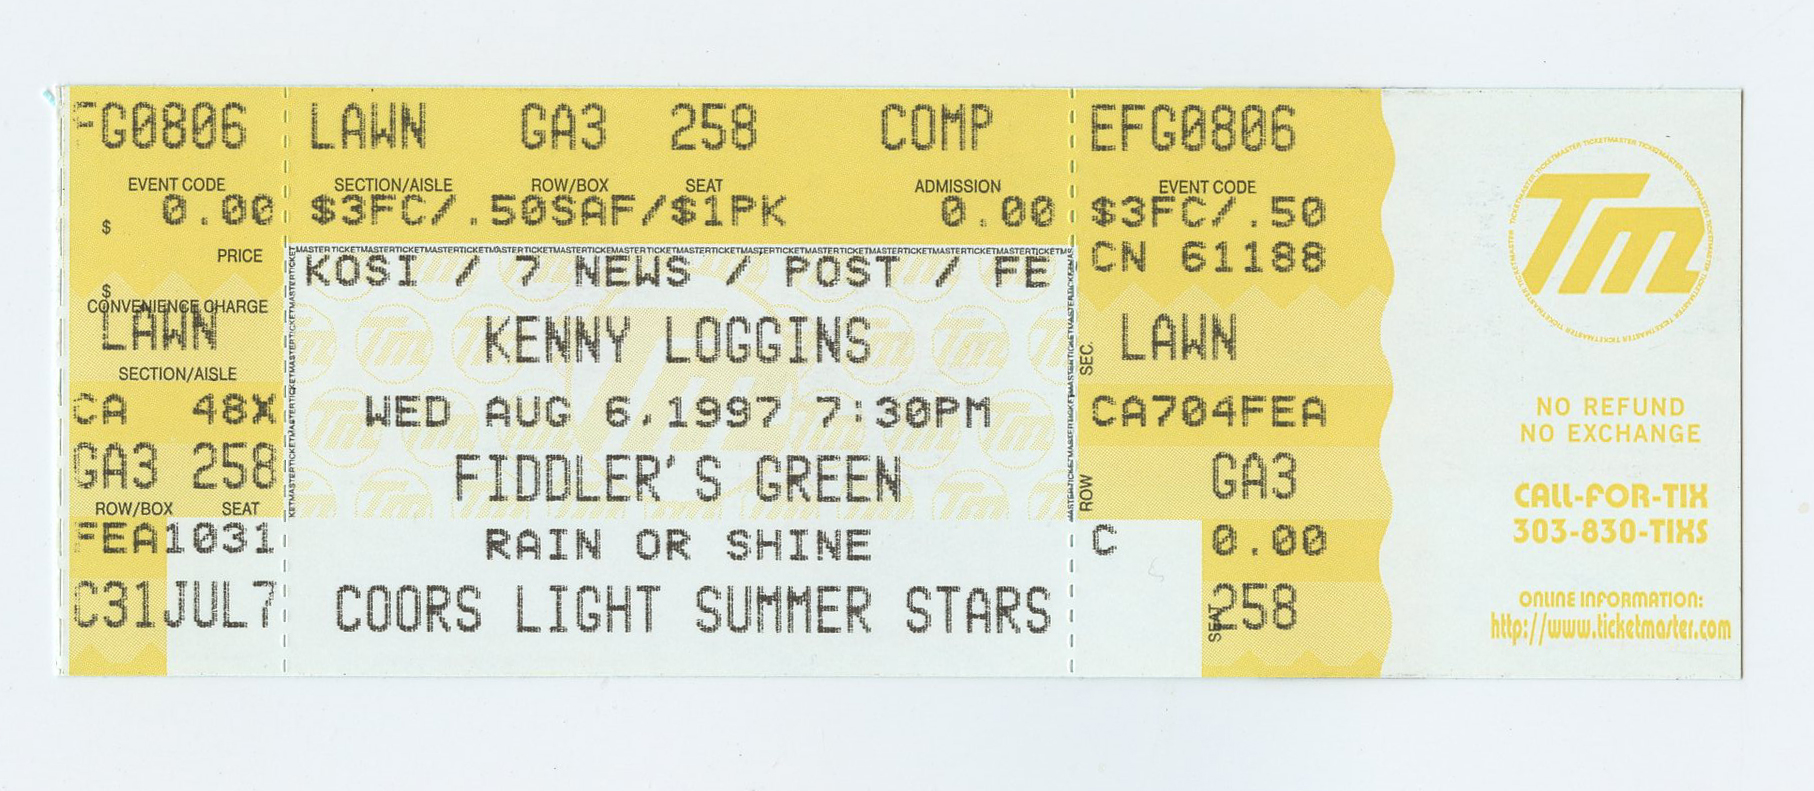 FG0806
EVENT CODE
$ 0.00
PRICE
$
CONVENIENCE CHARGE
LAWN
SECTION/AISLE
CA 48X
GA3 258
ROW/BOX SEAT
FEA1031
C31JUL7
LAWN GA3 258 COMP
SECTION/AISLE ROW/BOX SEAT ADMISSION
$3FC/.50SAF/$1PK 0.00
KOSI / 7 NEWS / POST / FE
KENNY LOGGINS
WED AUG 6,1997 7:30PM
FIDDLER'S GREEN
RAIN OR SHINE
COORS LIGHT SUMMER STARS
EFG0806
EVENT CODE
$3FC/.50
CN 61188
SEC. LAWN
CA704FEA
ROW GA3
C 0.00
SEAT 258
TICKETMASTER TICKETMASTER TICKETMASTER TICKETMASTER
Tm
NO REFUND
NO EXCHANGE
CALL-FOR-TIX
303-830-TIXS
ONLINE INFORMATION:
http://www.ticketmaster.com